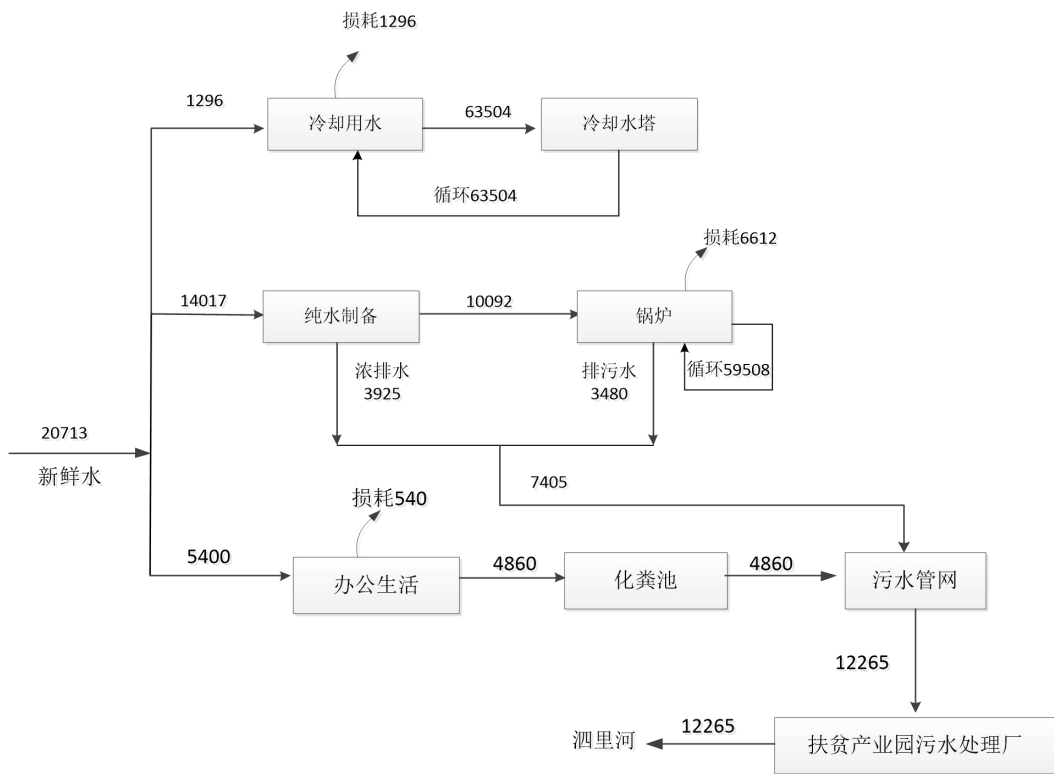 损耗1296
1296
冷却用水
63504
冷却水塔
循环63504
损耗6612
14017
纯水制备
10092
锅炉
浓排水
3925
排污水
3480
循环59508
20713
新鲜水
7405
损耗540
5400
办公生活
4860
化粪池
4860
污水管网
12265
泗里河
12265
扶贫产业园污水处理厂